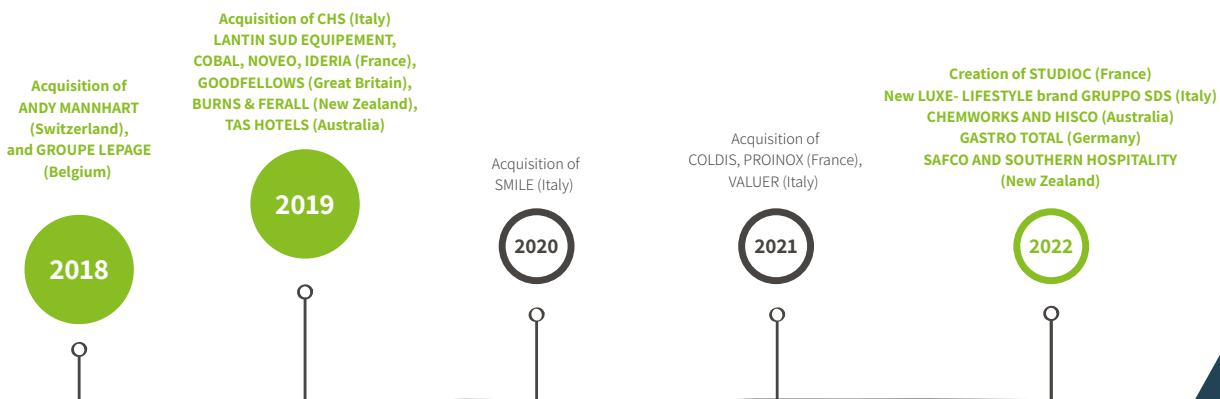 Acquisition of
ANDY MANNHART
(Switzerland),
and GROUPE LEPAGE
(Belgium)
2018
Acquisition of CHS (Italy)
LANTIN SUD EQUIPEMENT,
COBAL, NOVEO, IDERIA (France),
GOODFELLOWS (Great Britain),
BURNS & FERALL (New Zealand),
TAS HOTELS (Australia)
2019
Acquisition of
SMILE (Italy)
2020
Acquisition of
COLDIS, PROINOX (France),
VALUER (Italy)
2021
Creation of STUDIOC (France)
New LUXE- LIFESTYLE brand GRUPPO SDS (Italy)
CHEMWORKS AND HISCO (Australia)
GASTRO TOTAL (Germany)
SAFCO AND SOUTHERN HOSPITALITY
(New Zealand)
2022